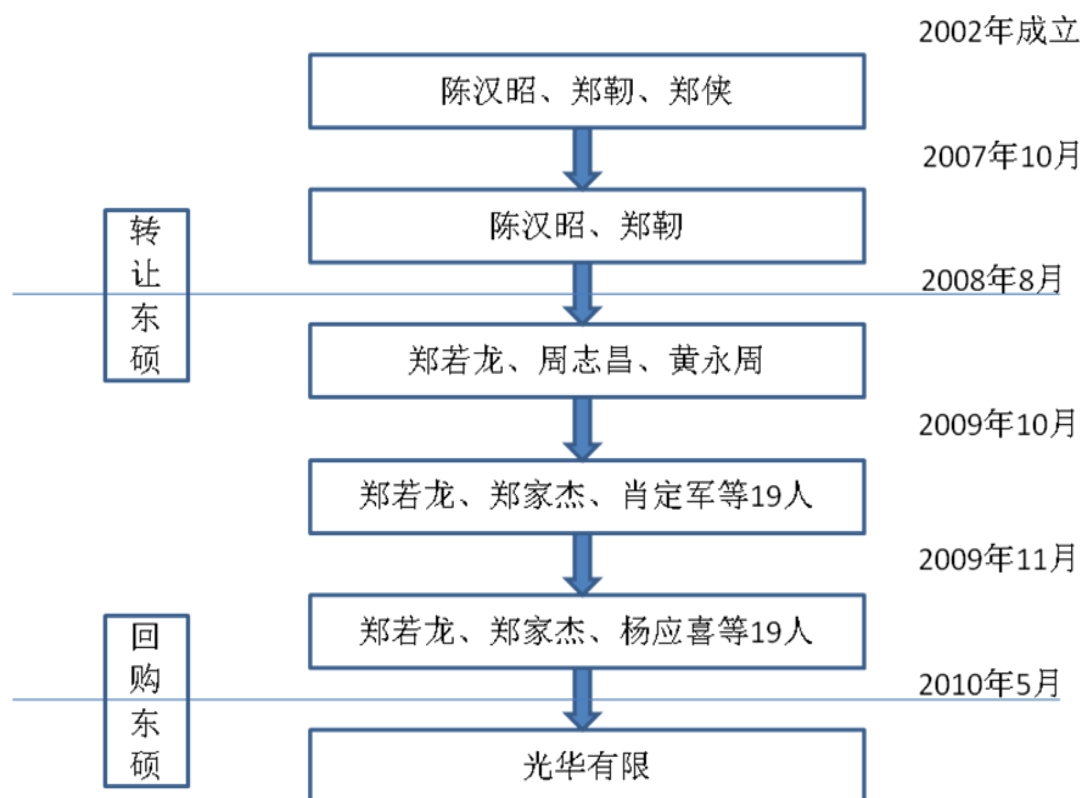 2002年成立
陈汉昭、郑靭、郑侠
2007年10月
陈汉昭、郑靭
转让东硕
2008年8月
郑若龙、周志昌、黄永周
2009年10月
郑若龙、郑家杰、肖定军等19人
2009年11月
郑若龙、郑家杰、杨应喜等19人
回购东硕
2010年5月
光华有限